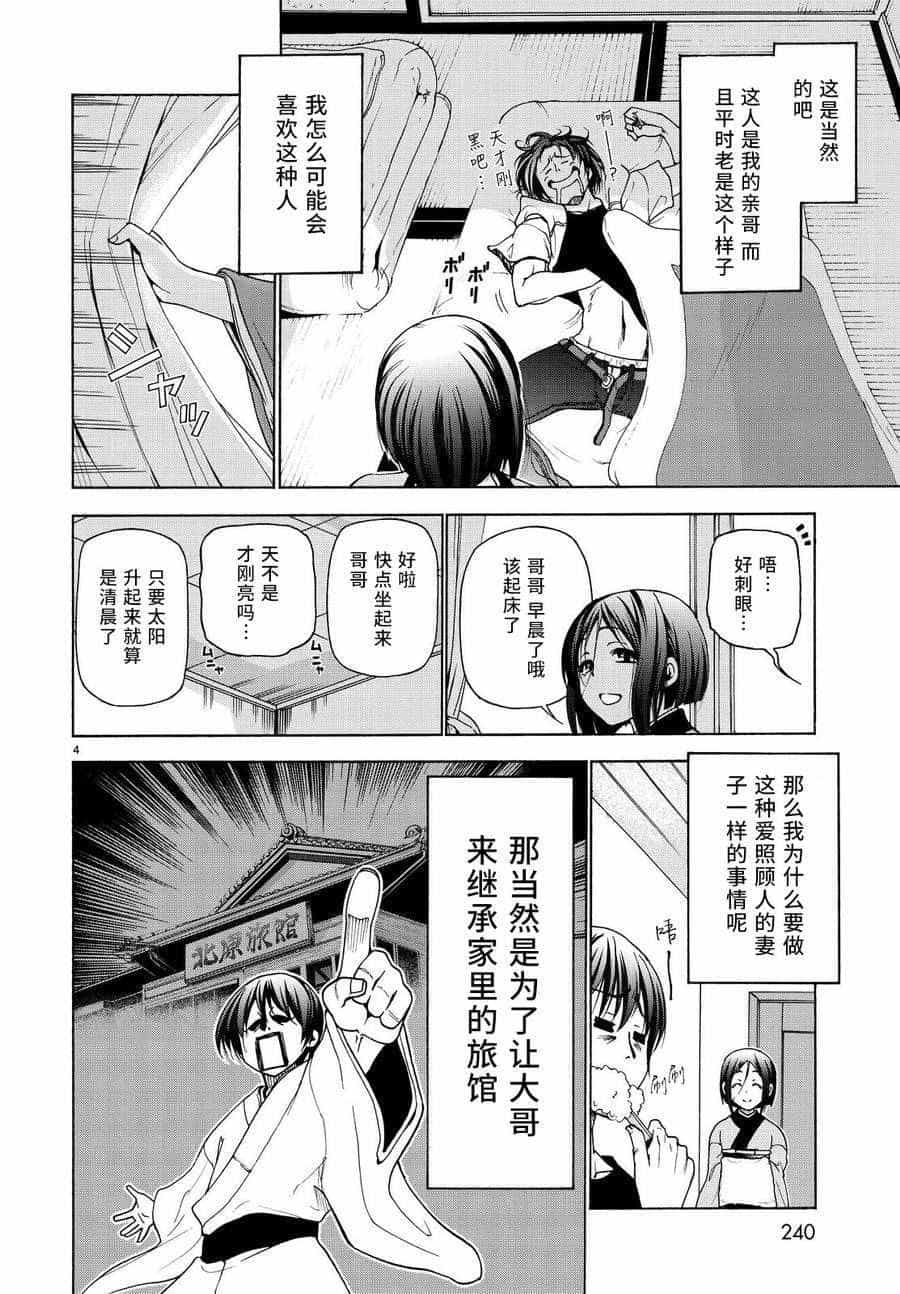 这是当然
的吧
这人是我的亲哥 而
且平时老是这个样子
啊…?
天才刚
黑吧…
ボリ
ボリ
我怎么可能会
喜欢这种人
ニヤッ
唔…
好刺眼…
哥哥 早晨了哦
该起床了
好啦
快点坐起来
哥哥
天不是
才刚亮吗…
只要太阳
升起来就算
是清晨了
4
那么我为什么要做
这种爱照顾人的妻
子一样的事情呢
唔—
刷
刷
那当然是为了让大哥
来继承家里的旅馆
北原旅館
240